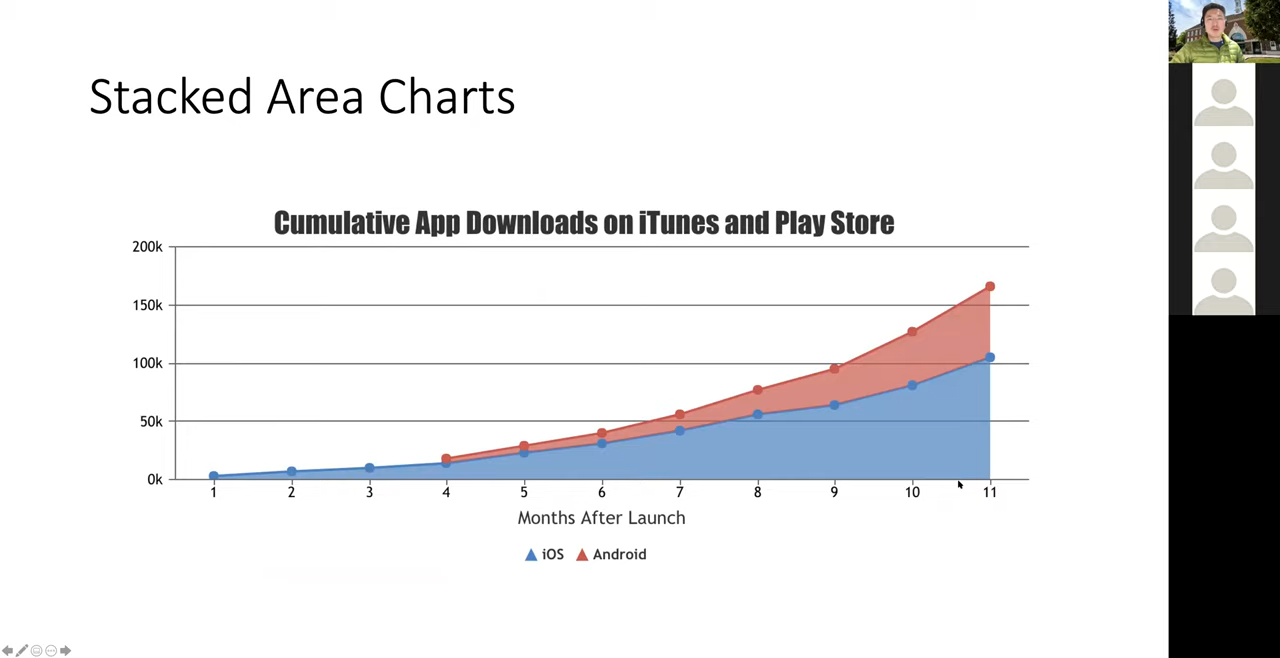 Stacked Area Charts
Cumulative App Downloads on iTunes and Play Store
200k
150k
100k
50k
0k
1 2 3 4 5 6 7 8 9 10 11
Months After Launch
iOS Android